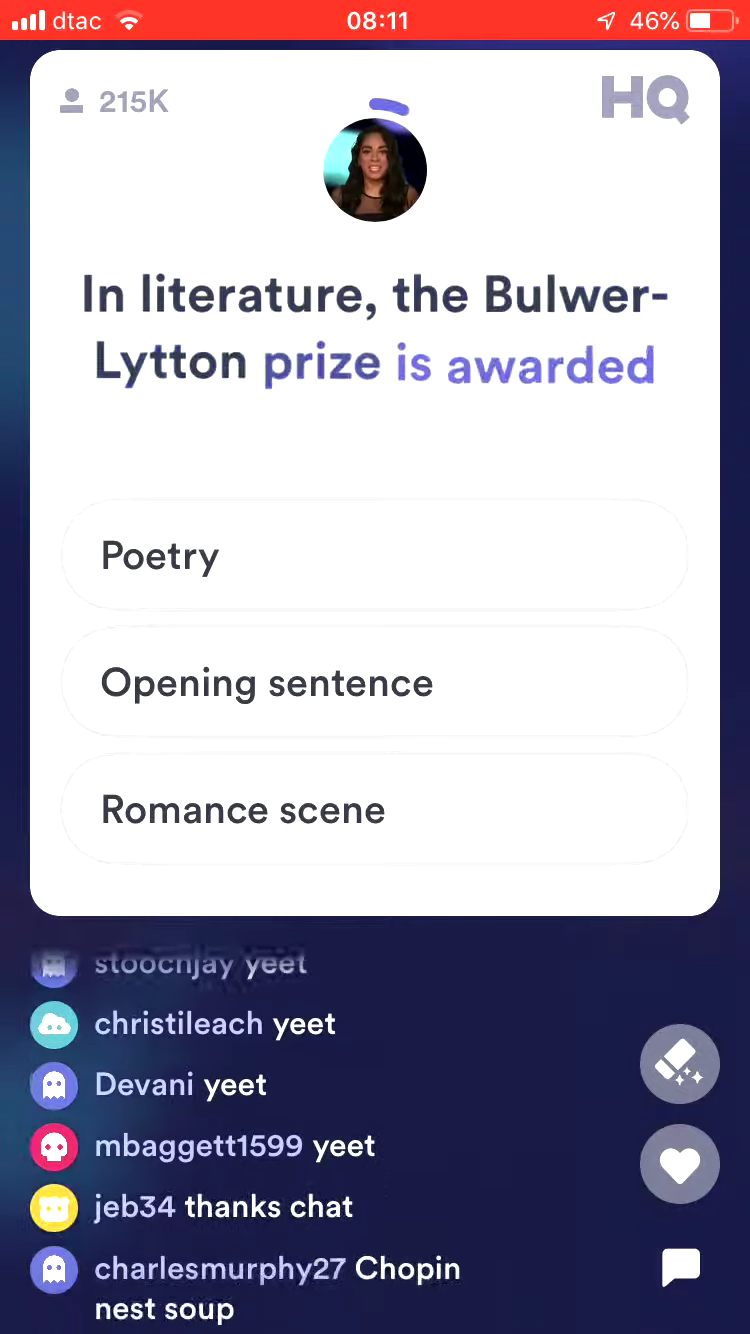 dtac 08:11 46%
215K HQ
In literature, the Bulwer-
Lytton prize is awarded
Poetry
Opening sentence
Romance scene
stoochjay yeet
christileach yeet
Devani yeet
mbaggett1599 yeet
jeb34 thanks chat
charlesmurphy27 Chopin
nest soup